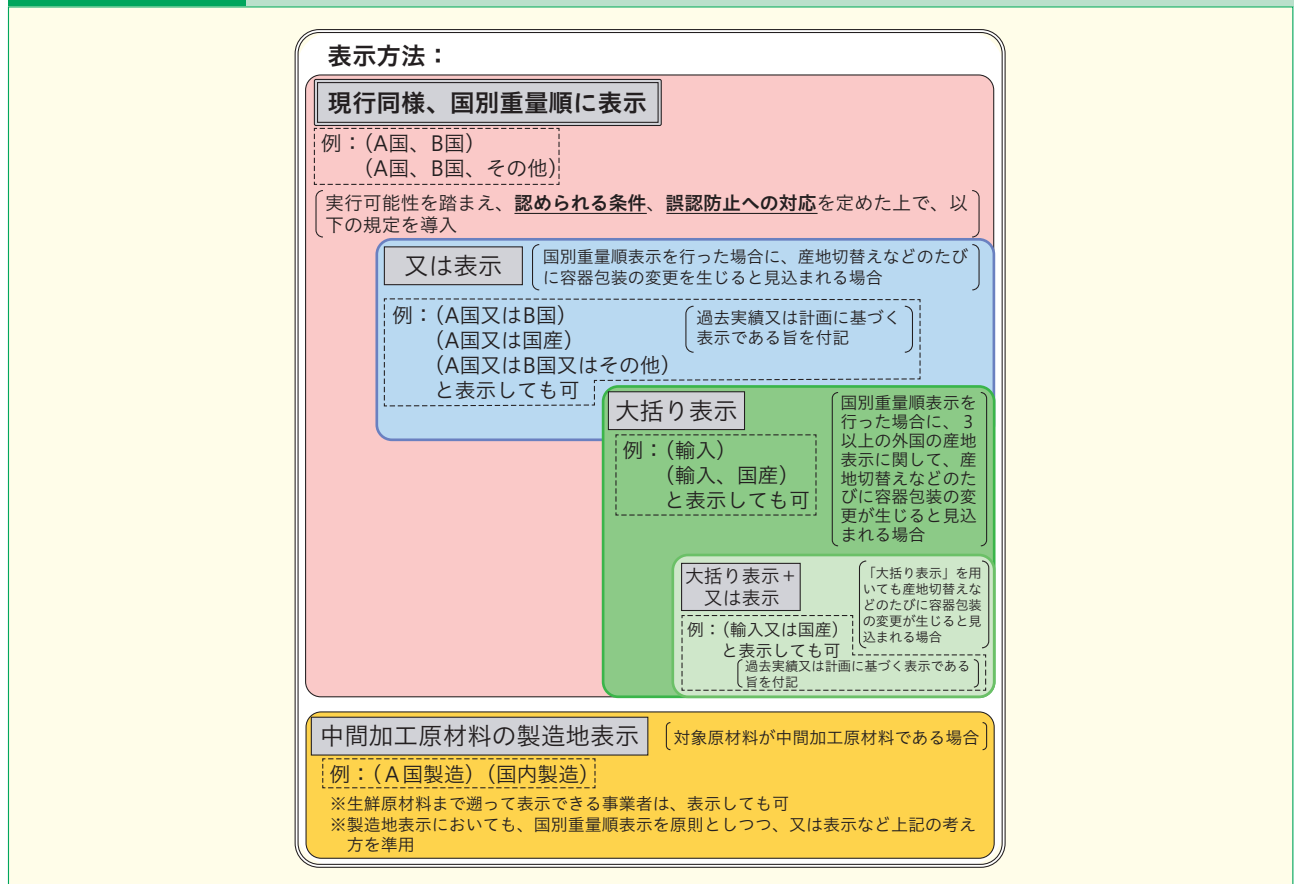 表示方法：
現行同様、国別重量順に表示
例：（A国、B国）
（A国、B国、その他）
実行可能性を踏まえ、認められる条件、誤認防止への対応を定めた上で、以
下の規定を導入
又は表示
国別重量順表示を行った場合に、産地切替えなどのたび
に容器包装の変更を生じると見込まれる場合
例：（A国又はB国）
（A国又は国産）
（A国又はB国又はその他）
と表示しても可
過去実績又は計画に基づく
表示である旨を付記
大括り表示
例：（輸入）
（輸入、国産）
と表示しても可
国別重量順表示を
行った場合に、３
以上の外国の産地
表示に関して、産
地切替えなどのた
びに容器包装の変
更が生じると見込
まれる場合
大括り表示＋
又は表示
「大括り表示」を用
いても産地切替えな
どのたびに容器包装
の変更が生じると見
込まれる場合
例：（輸入又は国産）
と表示しても可
過去実績又は計画に基づく表示である
旨を付記
中間加工原材料の製造地表示
対象原材料が中間加工原材料である場合
例：（Ａ国製造）（国内製造）
※生鮮原材料まで遡って表示できる事業者は、表示しても可
※製造地表示においても、国別重量順表示を原則としつつ、又は表示など上記の考え
方を準用